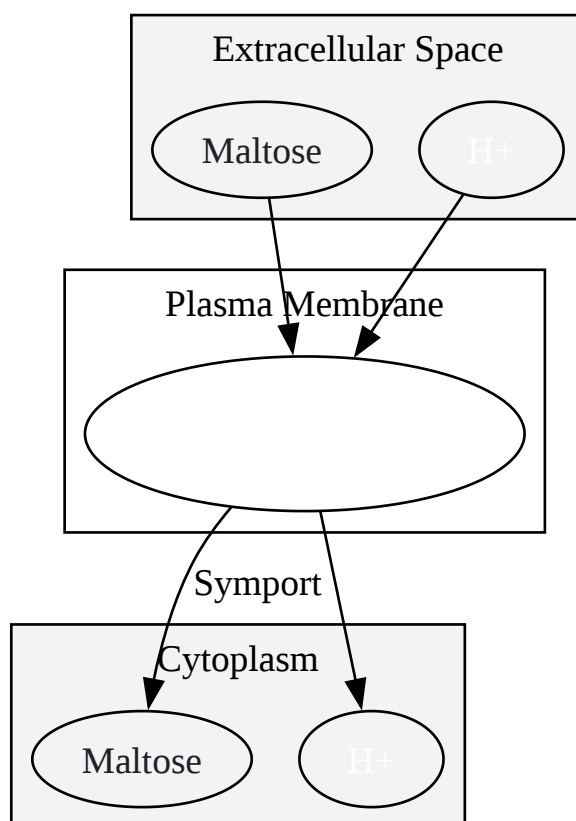 Extracellular Space
Maltose
H+
Plasma Membrane
Symport
Cytoplasm
Maltose
H+